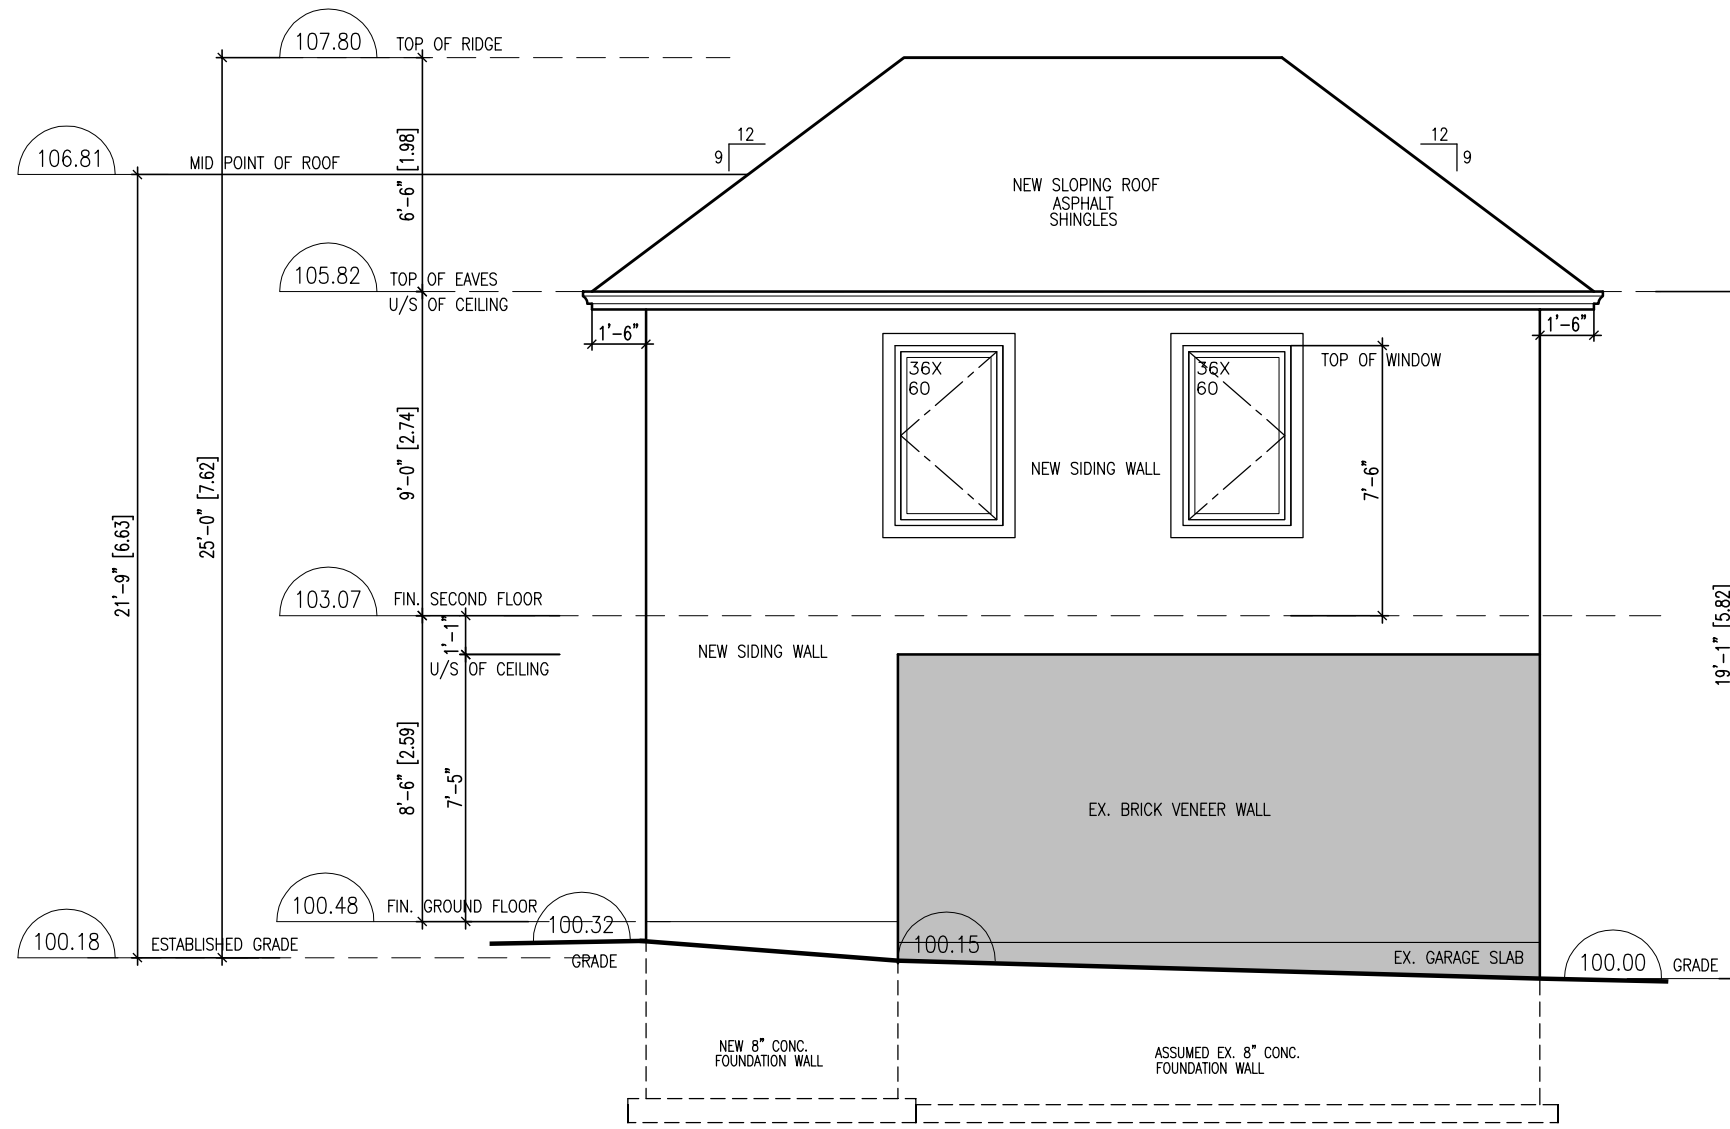 107.80 TOP OF RIDGE
12
9
12
9
106.81 MID POINT OF ROOF
6'-6" [1.98]
NEW SLOPING ROOF
ASPHALT
SHINGLES
105.82 TOP OF EAVES
U/S OF CEILING
1'-6"
1'-6"
36X
60
36X
60
TOP OF WINDOW
9'-0" [2.74]
NEW SIDING WALL
7'-6"
25'-0" [7.62]
21'-9" [6.63]
103.07 FIN. SECOND FLOOR
1'-1"
U/S OF CEILING
NEW SIDING WALL
19'-1" [5.82]
8'-6" [2.59]
7'-5"
EX. BRICK VENEER WALL
100.48 FIN. GROUND FLOOR
100.32
GRADE
100.18 ESTABLISHED GRADE
100.15
EX. GARAGE SLAB
100.00 GRADE
NEW 8" CONC.
FOUNDATION WALL
ASSUMED EX. 8" CONC.
FOUNDATION WALL